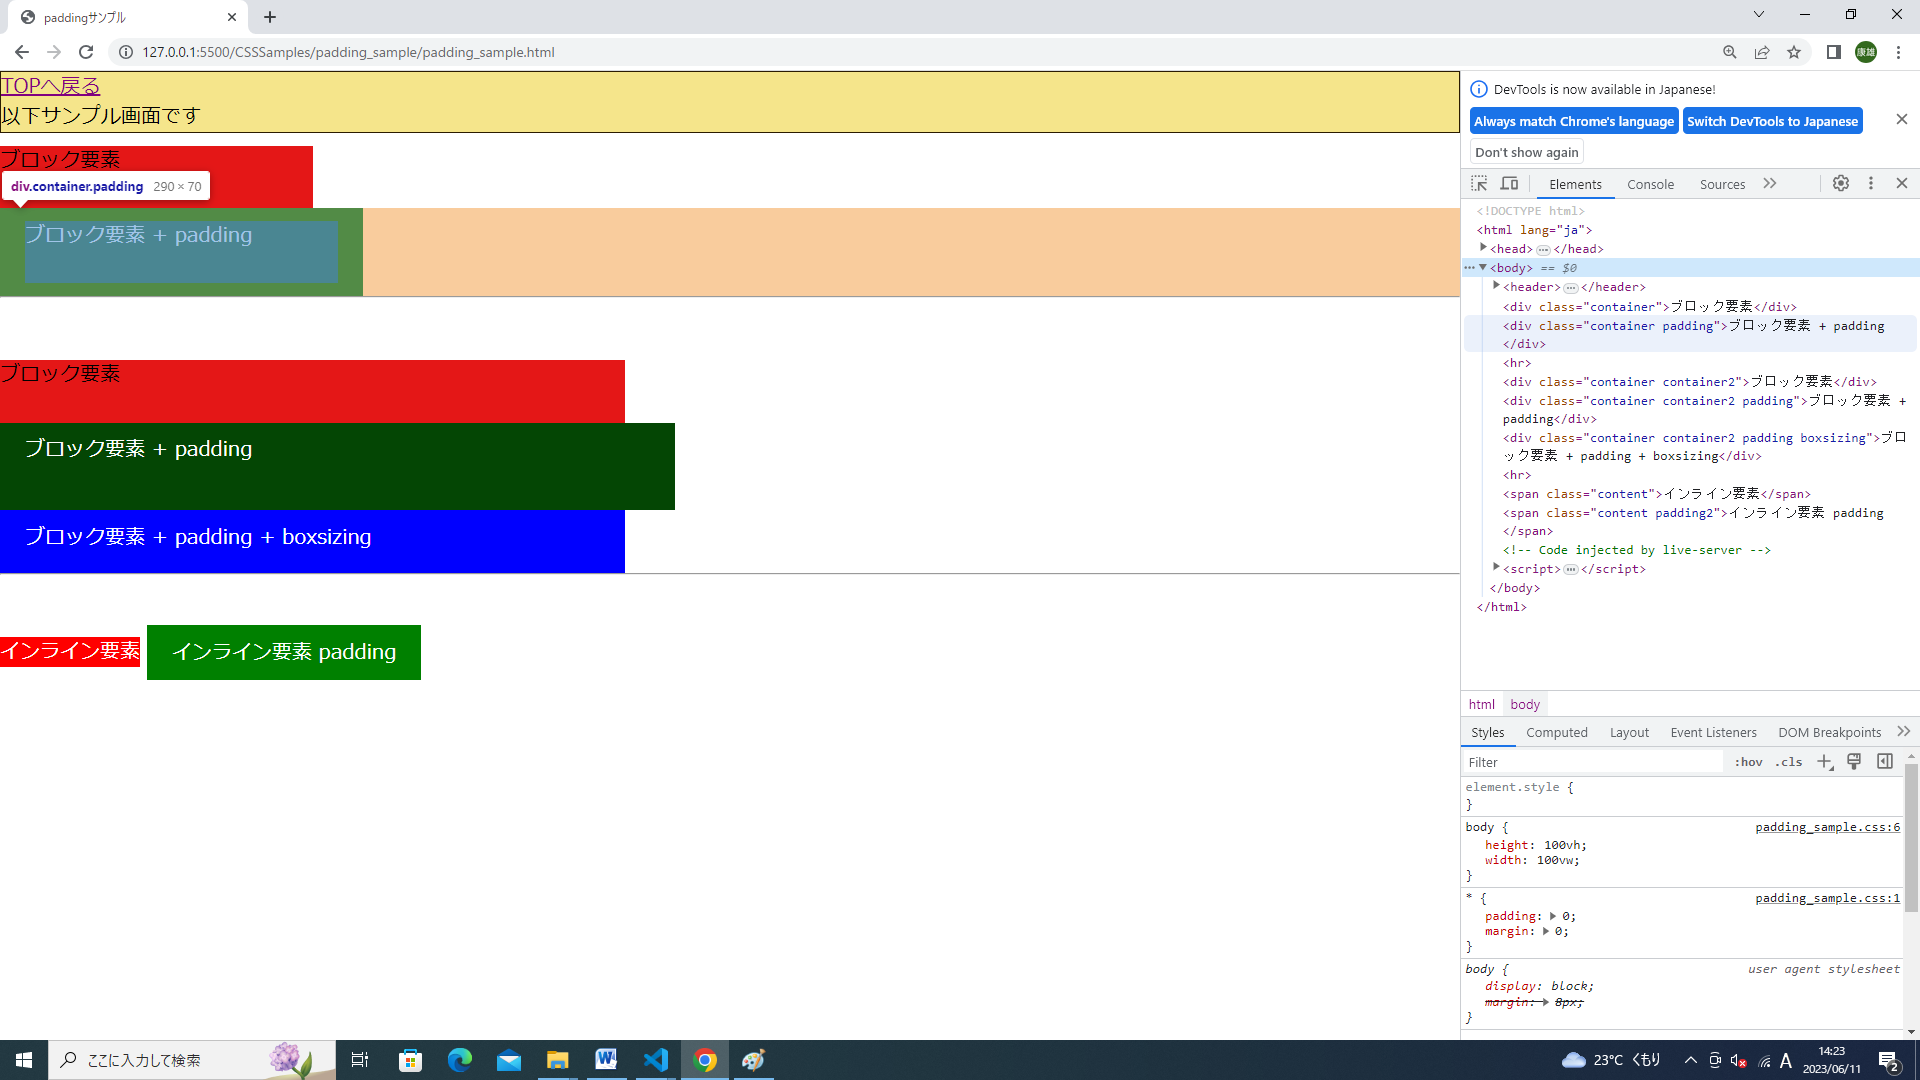 paddingサンプル
127.0.0.1:5500/CSSSamples/padding_sample/padding_sample.html
康雄
TOPへ戻る
以下サンプル画面です
ブロック要素
div.container.padding 290 × 70
ブロック要素 + padding
ブロック要素
ブロック要素 + padding
ブロック要素 + padding + boxsizing
インライン要素 インライン要素 padding
DevTools is now available in Japanese!
Always match Chrome's language Switch DevTools to Japanese
Don't show again
Elements Console Sources
<!DOCTYPE html>
<html lang="ja">
<head>…</head>
<body> == $0
<header>…</header>
<div class="container">ブロック要素</div>
<div class="container padding">ブロック要素 + padding
</div>
<hr>
<div class="container container2">ブロック要素</div>
<div class="container container2 padding">ブロック要素 +
padding</div>
<div class="container container2 padding boxsizing">ブロ
ック要素 + padding + boxsizing</div>
<hr>
<span class="content">インライン要素</span>
<span class="content padding2">インライン要素 padding
</span>
<!-- Code injected by live-server -->
<script>…</script>
</body>
</html>
html body
Styles Computed Layout Event Listeners DOM Breakpoints
Filter :hov .cls
element.style {
}
body { padding_sample.css:6
height: 100vh;
width: 100vw;
}
* { padding_sample.css:1
padding: 0;
margin: 0;
}
body { user agent stylesheet
display: block;
margin: 8px;
}
ここに入力して検索
23°C くもり
A
14:23
2023/06/11
2